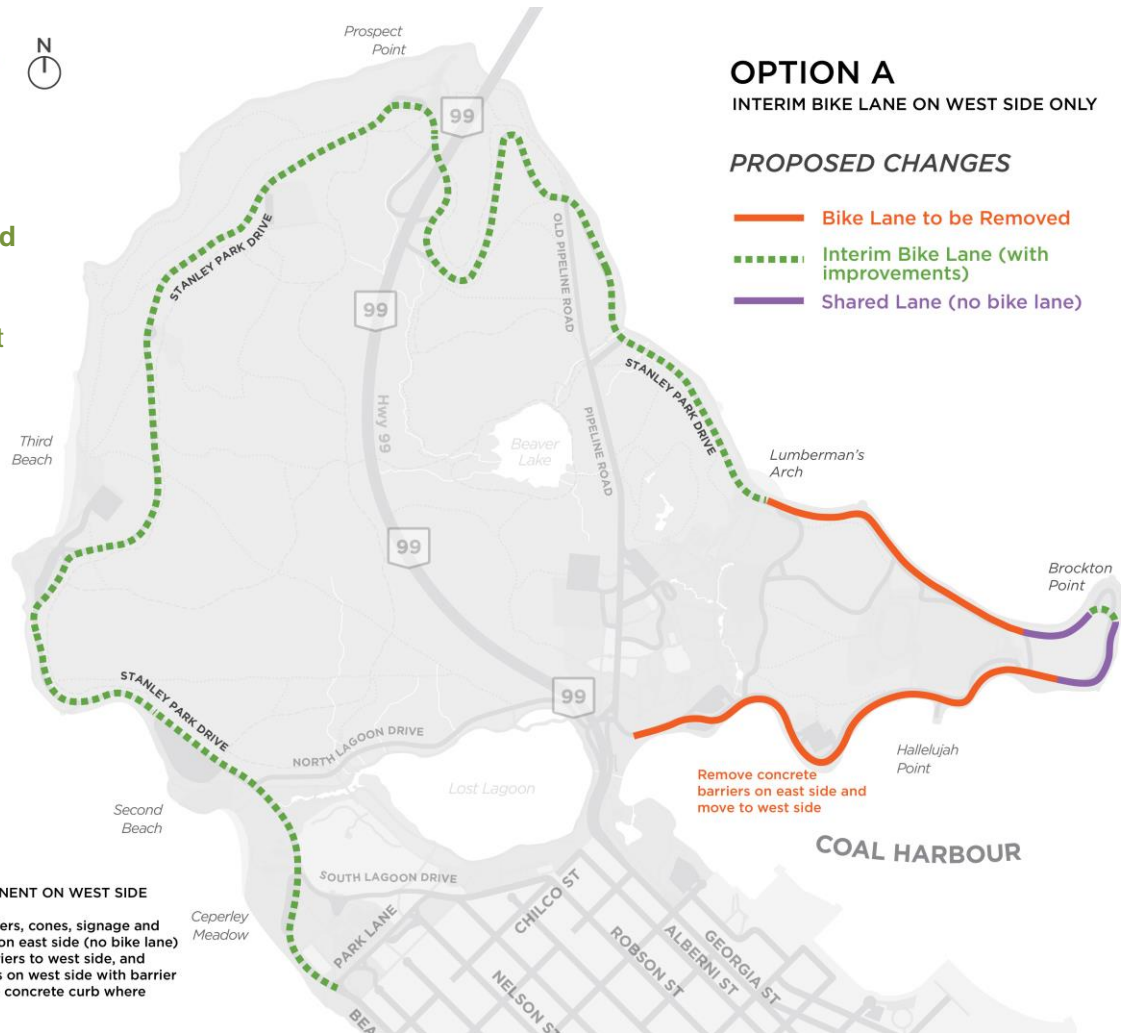 N
Prospect
Point
OPTION A
INTERIM BIKE LANE ON WEST SIDE ONLY
PROPOSED CHANGES
Bike Lane to be Removed
Interim Bike Lane (with
improvements)
Shared Lane (no bike lane)
99
d
t
STANLEY PARK DRIVE
OLD PIPELINE ROAD
99
Hwy 99
STANLEY PARK DRIVE
PIPELINE ROAD
Third
Beach
Beaver
Lake
Lumberman's
Arch
99
Brockton
Point
STANLEY PARK DRIVE
99
NORTH LAGOON DRIVE
Hallelujah
Point
Remove concrete
barriers on east side and
move to west side
Lost Lagoon
Second
Beach
COAL HARBOUR
SOUTH LAGOON DRIVE
NENT ON WEST SIDE
ers, cones, signage and
on east side (no bike lane)
riers to west side, and
s on west side with barrier
concrete curb where
Ceperley
Meadow
PARK LANE
CHILCO ST
ROBSON ST
ALBERNI ST
GEORGIA ST
NELSON ST
BEA